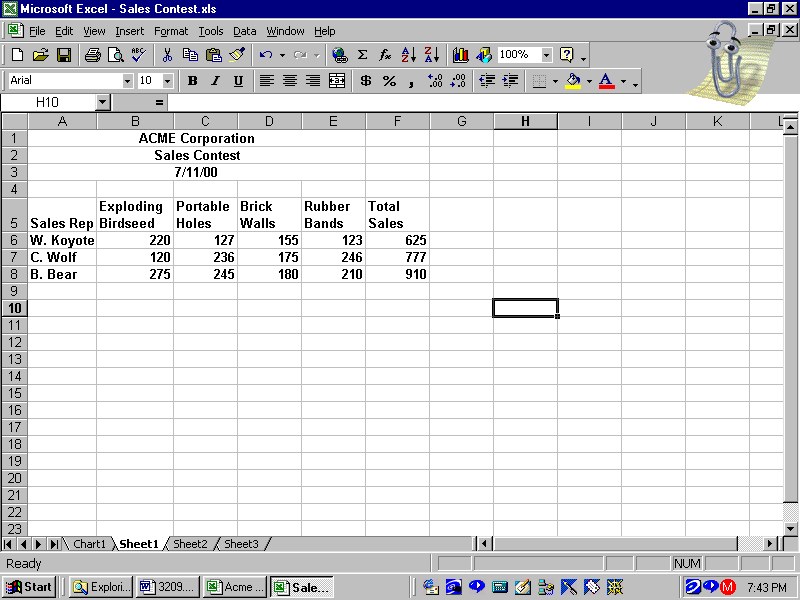 Microsoft Excel - Sales Contest.xls
File Edit View Insert Format Tools Data Window Help
100%
Arial 10 B I U $ % ,
H10 =
A B C D E F G H I J K L
1 ACME Corporation
2 Sales Contest
3 7/11/00
4
Exploding Portable Brick Rubber Total
5 Sales Rep Birdseed Holes Walls Bands Sales
6 W. Koyote 220 127 155 123 625
7 C. Wolf 120 236 175 246 777
8 B. Bear 275 245 180 210 910
9
10
11
12
13
14
15
16
17
18
19
20
21
22
23
Chart1 Sheet1 Sheet2 Sheet3
Ready NUM
Start Explori... 3209.... Acme ... Sale... 7:43 PM